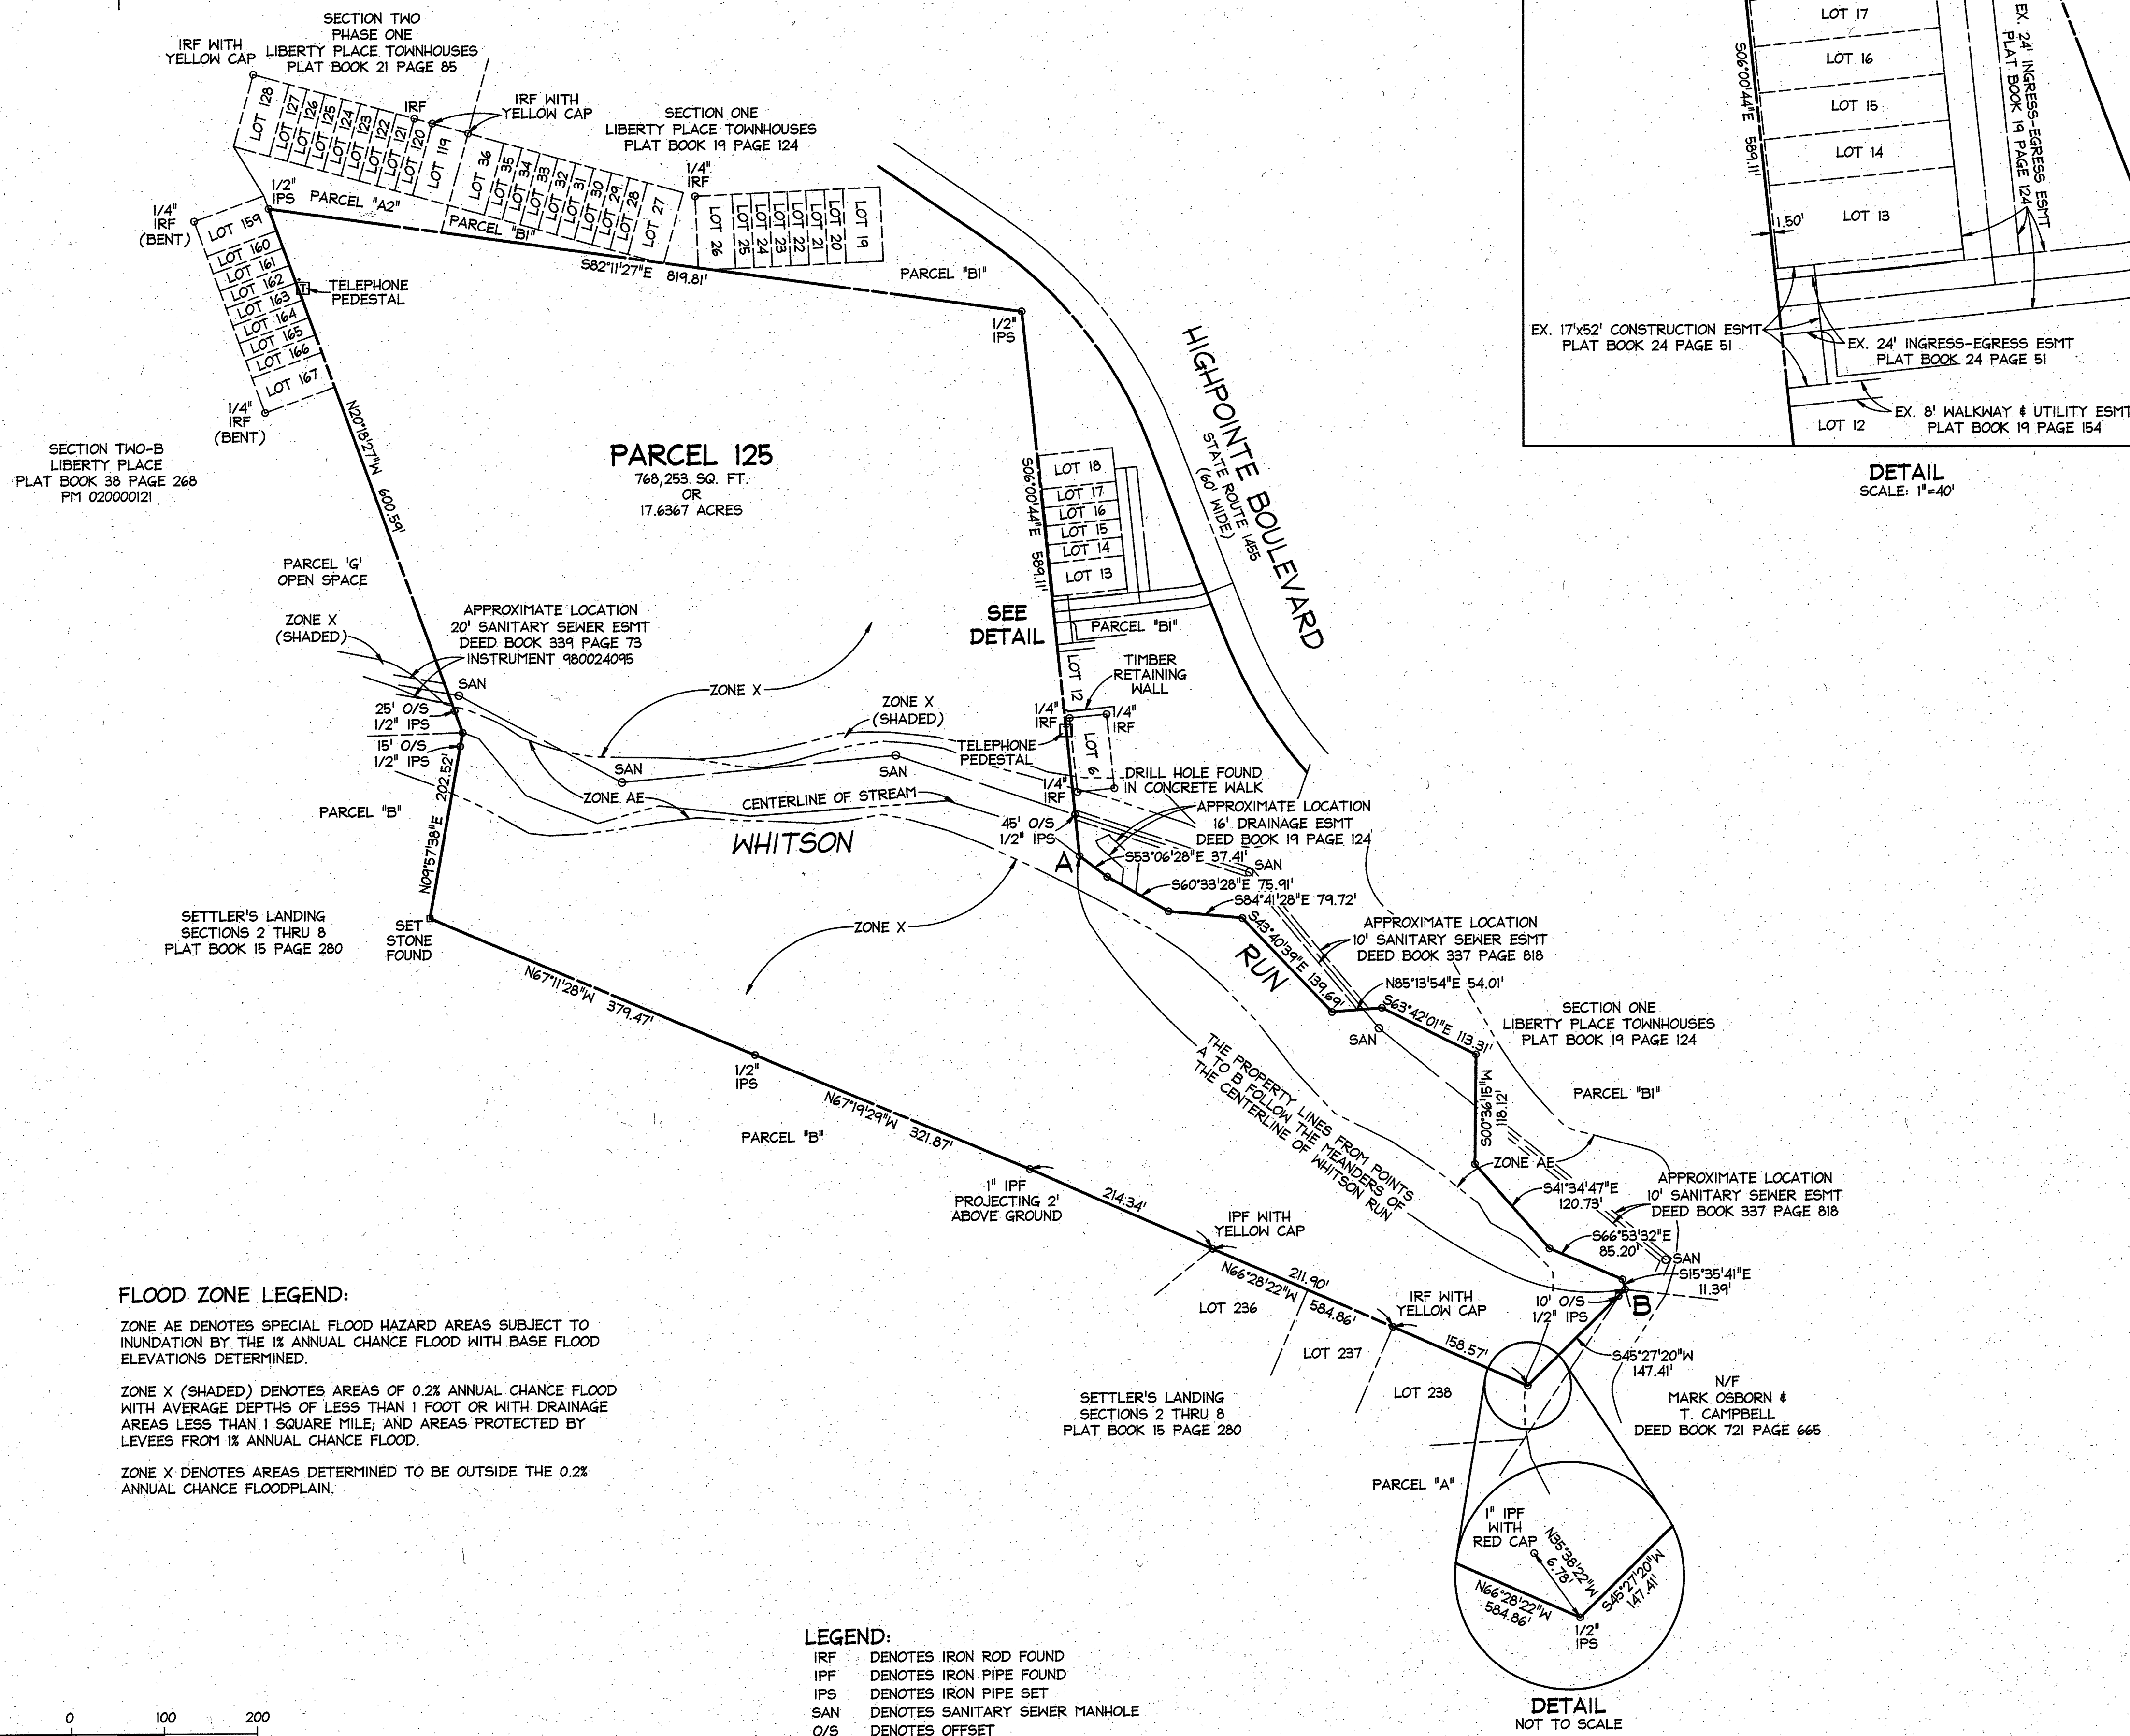 SECTION TWO
PHASE ONE
LIBERTY PLACE TOWNHOUSES
PLAT BOOK 21 PAGE 85
IRF WITH
YELLOW CAP
LOT 128
LOT 127
LOT 126
LOT 125
LOT 124
LOT 123
LOT 122
LOT 121
LOT 120
LOT 119
IRF
IRF WITH
YELLOW CAP
LOT 36
LOT 35
LOT 34
LOT 33
LOT 32
LOT 31
LOT 30
LOT 29
LOT 28
LOT 27
SECTION ONE
LIBERTY PLACE TOWNHOUSES
PLAT BOOK 19 PAGE 124
1/4"
IRF
LOT 26
LOT 25
LOT 24
LOT 23
LOT 22
LOT 21
LOT 20
LOT 19
1/2"
IPS
PARCEL "A2"
PARCEL "B1"
S82°11'27"E 819.81'
PARCEL "B1"
1/4"
IRF
(BENT)
LOT 159
LOT 160
LOT 161
LOT 162
LOT 163
LOT 164
LOT 165
LOT 166
LOT 167
T
TELEPHONE
PEDESTAL
1/4"
IRF
(BENT)
N20°18'27"W 600.59'
1/2"
IPS
HIGHPOINTE BOULEVARD
STATE ROUTE 1455
(60' WIDE)
SECTION TWO-B
LIBERTY PLACE
PLAT BOOK 38 PAGE 268
PM 020000121
PARCEL 125
768,253 SQ. FT.
OR
17.6367 ACRES
S06°00'44"E 589.11'
LOT 18
LOT 17
LOT 16
LOT 15
LOT 14
LOT 13
PARCEL 'G'
OPEN SPACE
ZONE X
(SHADED)
APPROXIMATE LOCATION
20' SANITARY SEWER ESMT
DEED BOOK 339 PAGE 73
INSTRUMENT 980024095
SEE
DETAIL
PARCEL "B1"
LOT 12
TIMBER
RETAINING
WALL
SAN
25' O/S
1/2" IPS
15' O/S
1/2" IPS
ZONE X
ZONE X
(SHADED)
1/4"
IRF
1/4"
IRF
TELEPHONE
PEDESTAL
LOT 6
N09°57'38"E 202.52'
PARCEL "B"
SAN
ZONE AE
SAN
CENTERLINE OF STREAM
WHITSON
1/4"
IRF
DRILL HOLE FOUND
IN CONCRETE WALK
APPROXIMATE LOCATION
16' DRAINAGE ESMT
DEED BOOK 19 PAGE 124
45' O/S
1/2" IPS
A
S53°06'28"E 37.41'
SAN
S60°33'28"E 75.91'
S84°41'28"E 79.72'
SETTLER'S LANDING
SECTIONS 2 THRU 8
PLAT BOOK 15 PAGE 280
SET
STONE
FOUND
ZONE X
RUN
S43°40'39"E 139.69'
APPROXIMATE LOCATION
10' SANITARY SEWER ESMT
DEED BOOK 337 PAGE 818
N85°13'54"E 54.01'
S63°42'01"E 113.31'
SAN
SECTION ONE
LIBERTY PLACE TOWNHOUSES
PLAT BOOK 19 PAGE 124
N67°11'28"W 379.47'
1/2"
IPS
N67°19'29"W 321.87'
PARCEL "B"
THE PROPERTY LINES FROM POINTS
A TO B FOLLOW THE MEANDERS OF
THE CENTERLINE OF WHITSON RUN
S00°36'15"W
118.12'
PARCEL "B1"
ZONE AE
APPROXIMATE LOCATION
10' SANITARY SEWER ESMT
DEED BOOK 337 PAGE 818
S41°34'47"E
120.73'
S66°53'32"E
85.20'
SAN
S15°35'41"E
11.39'
B
1" IPF
PROJECTING 2'
ABOVE GROUND
214.34'
IPF WITH
YELLOW CAP
211.90'
N66°28'22"W 584.86'
LOT 236
LOT 237
IRF WITH
YELLOW CAP
158.57'
LOT 238
10' O/S
1/2" IPS
S45°27'20"W
147.41'
N/F
MARK OSBORN &
T. CAMPBELL
DEED BOOK 721 PAGE 665
SETTLER'S LANDING
SECTIONS 2 THRU 8
PLAT BOOK 15 PAGE 280
PARCEL "A"
1" IPF
WITH
RED CAP
N35°38'22"W
6.78'
N66°28'22"W
584.86'
S45°27'20"W
147.41'
1/2"
IPS
DETAIL
NOT TO SCALE
FLOOD ZONE LEGEND:
ZONE AE DENOTES SPECIAL FLOOD HAZARD AREAS SUBJECT TO
INUNDATION BY THE 1% ANNUAL CHANCE FLOOD WITH BASE FLOOD
ELEVATIONS DETERMINED.
ZONE X (SHADED) DENOTES AREAS OF 0.2% ANNUAL CHANCE FLOOD
WITH AVERAGE DEPTHS OF LESS THAN 1 FOOT OR WITH DRAINAGE
AREAS LESS THAN 1 SQUARE MILE; AND AREAS PROTECTED BY
LEVEES FROM 1% ANNUAL CHANCE FLOOD.
ZONE X DENOTES AREAS DETERMINED TO BE OUTSIDE THE 0.2%
ANNUAL CHANCE FLOODPLAIN.
LEGEND:
IRF DENOTES IRON ROD FOUND
IPF DENOTES IRON PIPE FOUND
IPS DENOTES IRON PIPE SET
SAN DENOTES SANITARY SEWER MANHOLE
O/S DENOTES OFFSET
0 100 200
S06°00'44"E 589.11'
LOT 17
LOT 16
LOT 15
LOT 14
LOT 13
1.50'
EX. 24' INGRESS-EGRESS ESMT
PLAT BOOK 19 PAGE 124
EX. 17'x52' CONSTRUCTION ESMT
PLAT BOOK 24 PAGE 51
EX. 24' INGRESS-EGRESS ESMT
PLAT BOOK 24 PAGE 51
EX. 8' WALKWAY & UTILITY ESMT
PLAT BOOK 19 PAGE 154
LOT 12
DETAIL
SCALE: 1"=40'